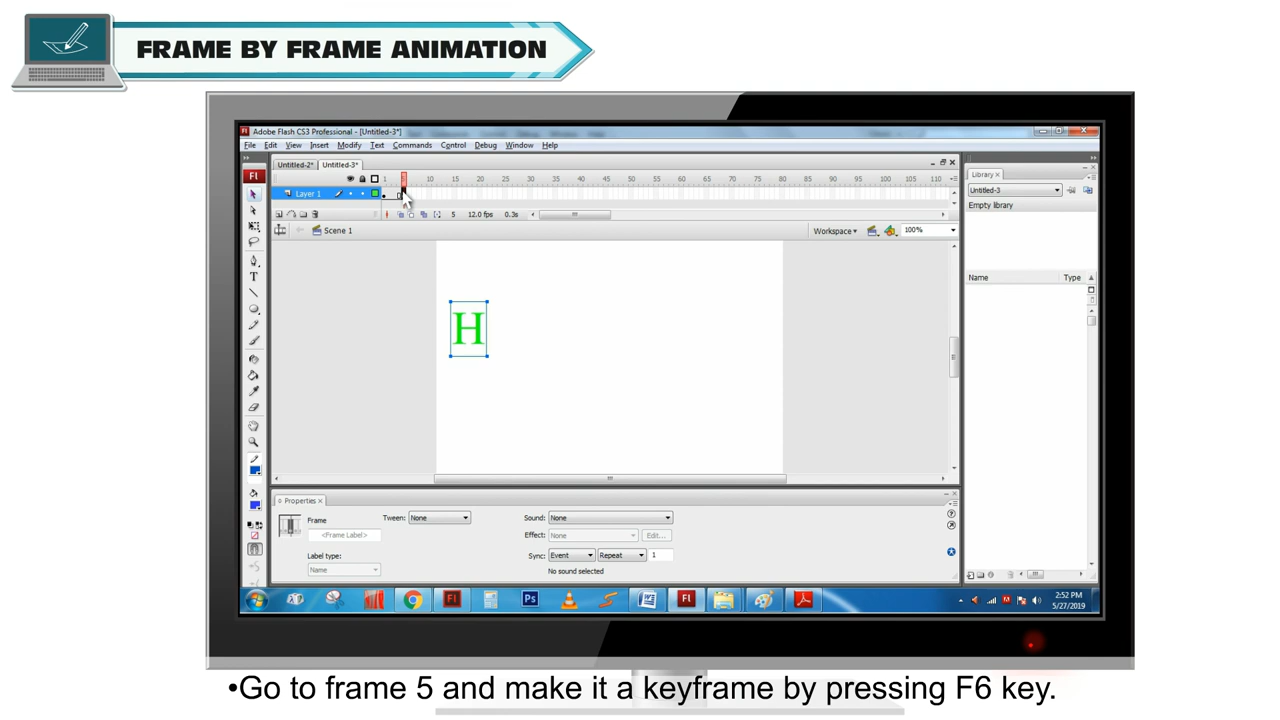 FRAME BY FRAME ANIMATION
Adobe Flash CS3 Professional - [Untitled-3*]
File Edit View Insert Modify Text Commands Control Debug Window Help
Untitled-2* Untitled-3*
1 10 15 20 25 30 35 40 45 50 55 60 65 70 75 80 85 90 95 100 105 110
Layer 1
5 12.0 fps 0.3s
Scene 1 Workspace 100%
Fl
Library
Untitled-3
Empty library
Name Type
T
H
Properties
Frame Tween: None Sound: None
<Frame Label> Effect: None Edit...
Label type: Sync: Event Repeat 1
Name No sound selected
Fl Ps Fl
2:52 PM
5/27/2019
•Go to frame 5 and make it a keyframe by pressing F6 key.